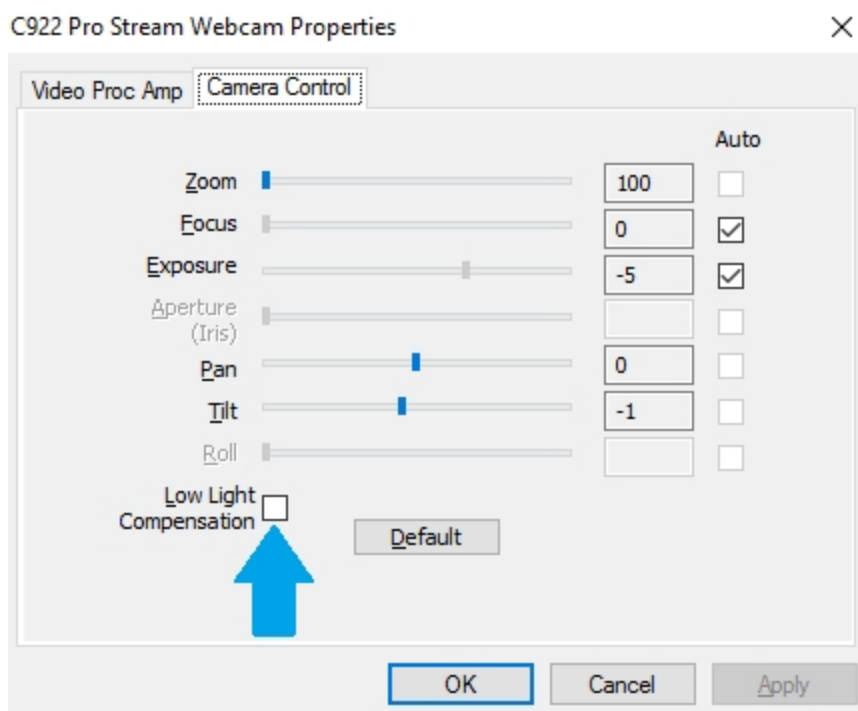 C922 Pro Stream Webcam Properties
Video Proc Amp
Camera Control
Auto
Zoom 100
Focus 0
Exposure -5
Aperture
(Iris)
Pan 0
Tilt -1
Roll
Low Light
Compensation
Default
OK Cancel Apply